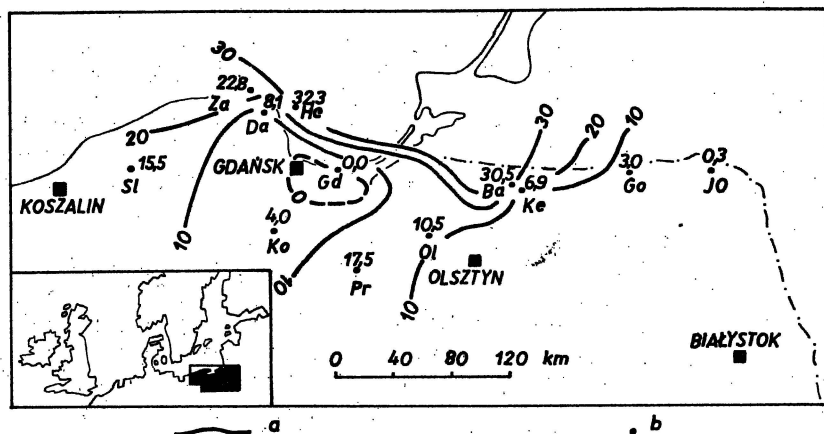 30
22,8
Za
8,1
Da
32,3
He
20
15,5
Sl
KOSZALIN
GDAŃSK
0,0
Gd
0
10
4,0
Ko
10
17,5
Pr
10,5
Ol
OLSZTYN
10
30,5
Ba
6,9
Ke
30
20
10
3,0
Go
0,3
JO
BIAŁYSTOK
0 40 80 120 km
a
b